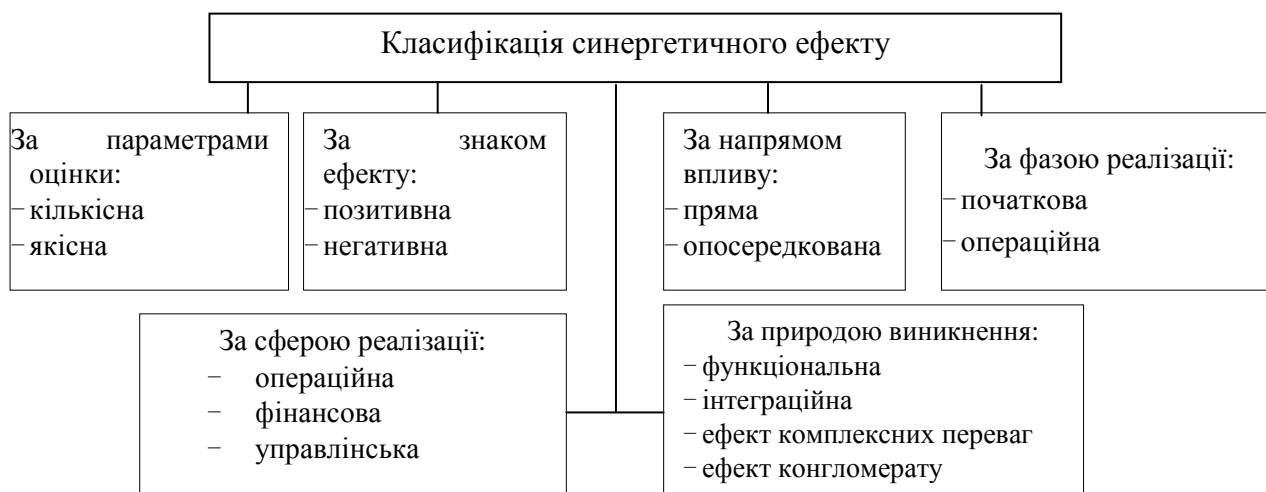 Класифікація синергетичного ефекту
За параметрами
оцінки:
− кількісна
− якісна
За знаком
ефекту:
− позитивна
− негативна
За напрямом
впливу:
− пряма
− опосередкована
За фазою реалізації:
− початкова
− операційна
За сферою реалізації:
− операційна
− фінансова
− управлінська
За природою виникнення:
− функціональна
− інтеграційна
− ефект комплексних переваг
− ефект конгломерату